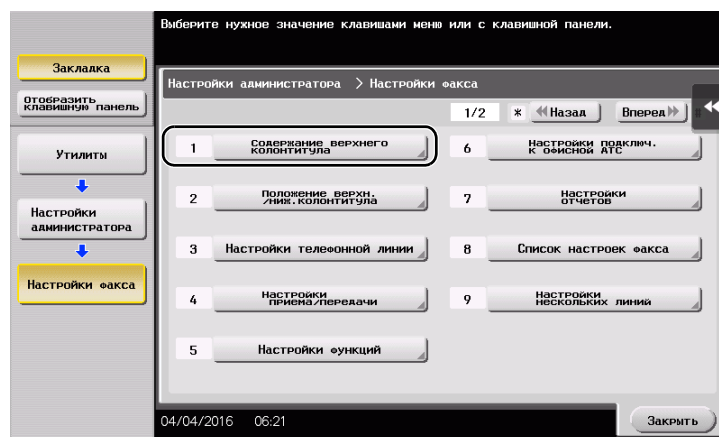 Выберите нужное значение клавишами меню или с клавишной панели.
Закладка
Отобразить
клавишную панель
Утилиты
Настройки
администратора
Настройки факса
Настройки администратора > Настройки факса
1/2 * Назад Вперед
1 Содержание верхнего
колонтитула
6 Настройки подключ.
к офисной АТС
2 Положение верхн.
/ниж.колонтитула
7 Настройки
отчетов
3 Настройки телефонной линии
8 Список настроек факса
4 Настройки
приема/передачи
9 Настройки
нескольких линий
5 Настройки функций
04/04/2016 06:21
Закрыть